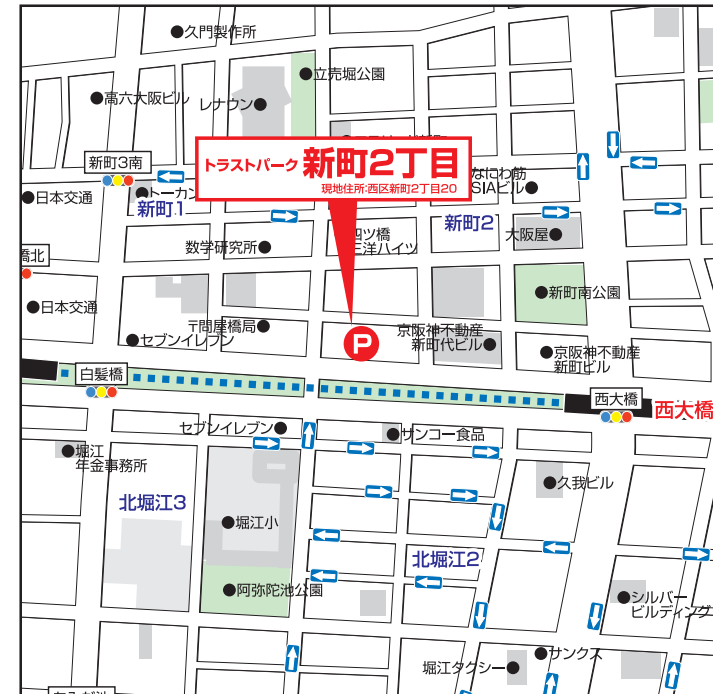 久門製作所
立売堀公園
高六大阪ビル
レナウン
新町3南
トラストパーク 新町2丁目
現地住所:西区新町2丁目20
なにわ筋
SIAビル
日本交通
トーカン
新町1
新町2
大阪屋
数学研究所
四ツ橋
三洋ハイツ
橋北
新町南公園
日本交通
〒問屋橋局
セブンイレブン
P
京阪神不動産
新町代ビル
京阪神不動産
新町ビル
白髪橋
西大橋
西大橋
セブンイレブン
サンコー食品
堀江
年金事務所
久我ビル
北堀江3
堀江小
北堀江2
阿弥陀池公園
シルバー
ビルディング
サンクス
堀江タクシー